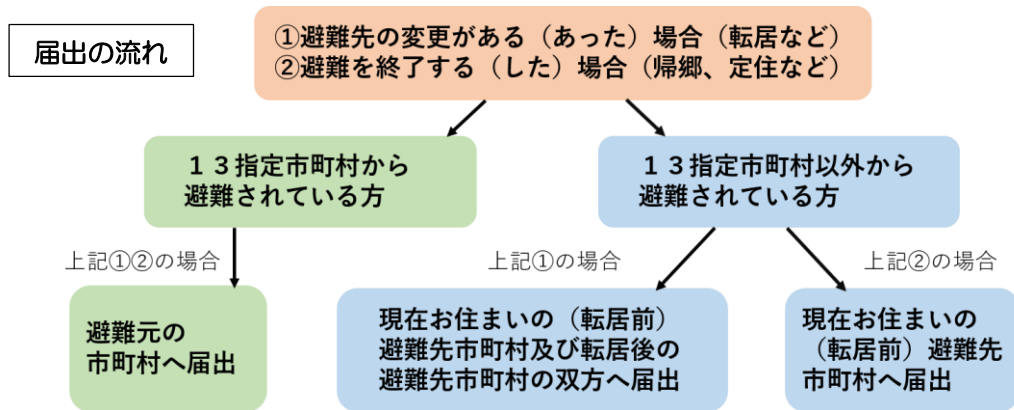 届出の流れ
①避難先の変更がある（あった）場合（転居など）
②避難を終了する（した）場合（帰郷、定住など）
１３指定市町村から
避難されている方
１３指定市町村以外から
避難されている方
上記①②の場合
上記①の場合
上記②の場合
避難元の
市町村へ届出
現在お住まいの（転居前）
避難先市町村及び転居後の
避難先市町村の双方へ届出
現在お住まいの
（転居前）避難先
市町村へ届出